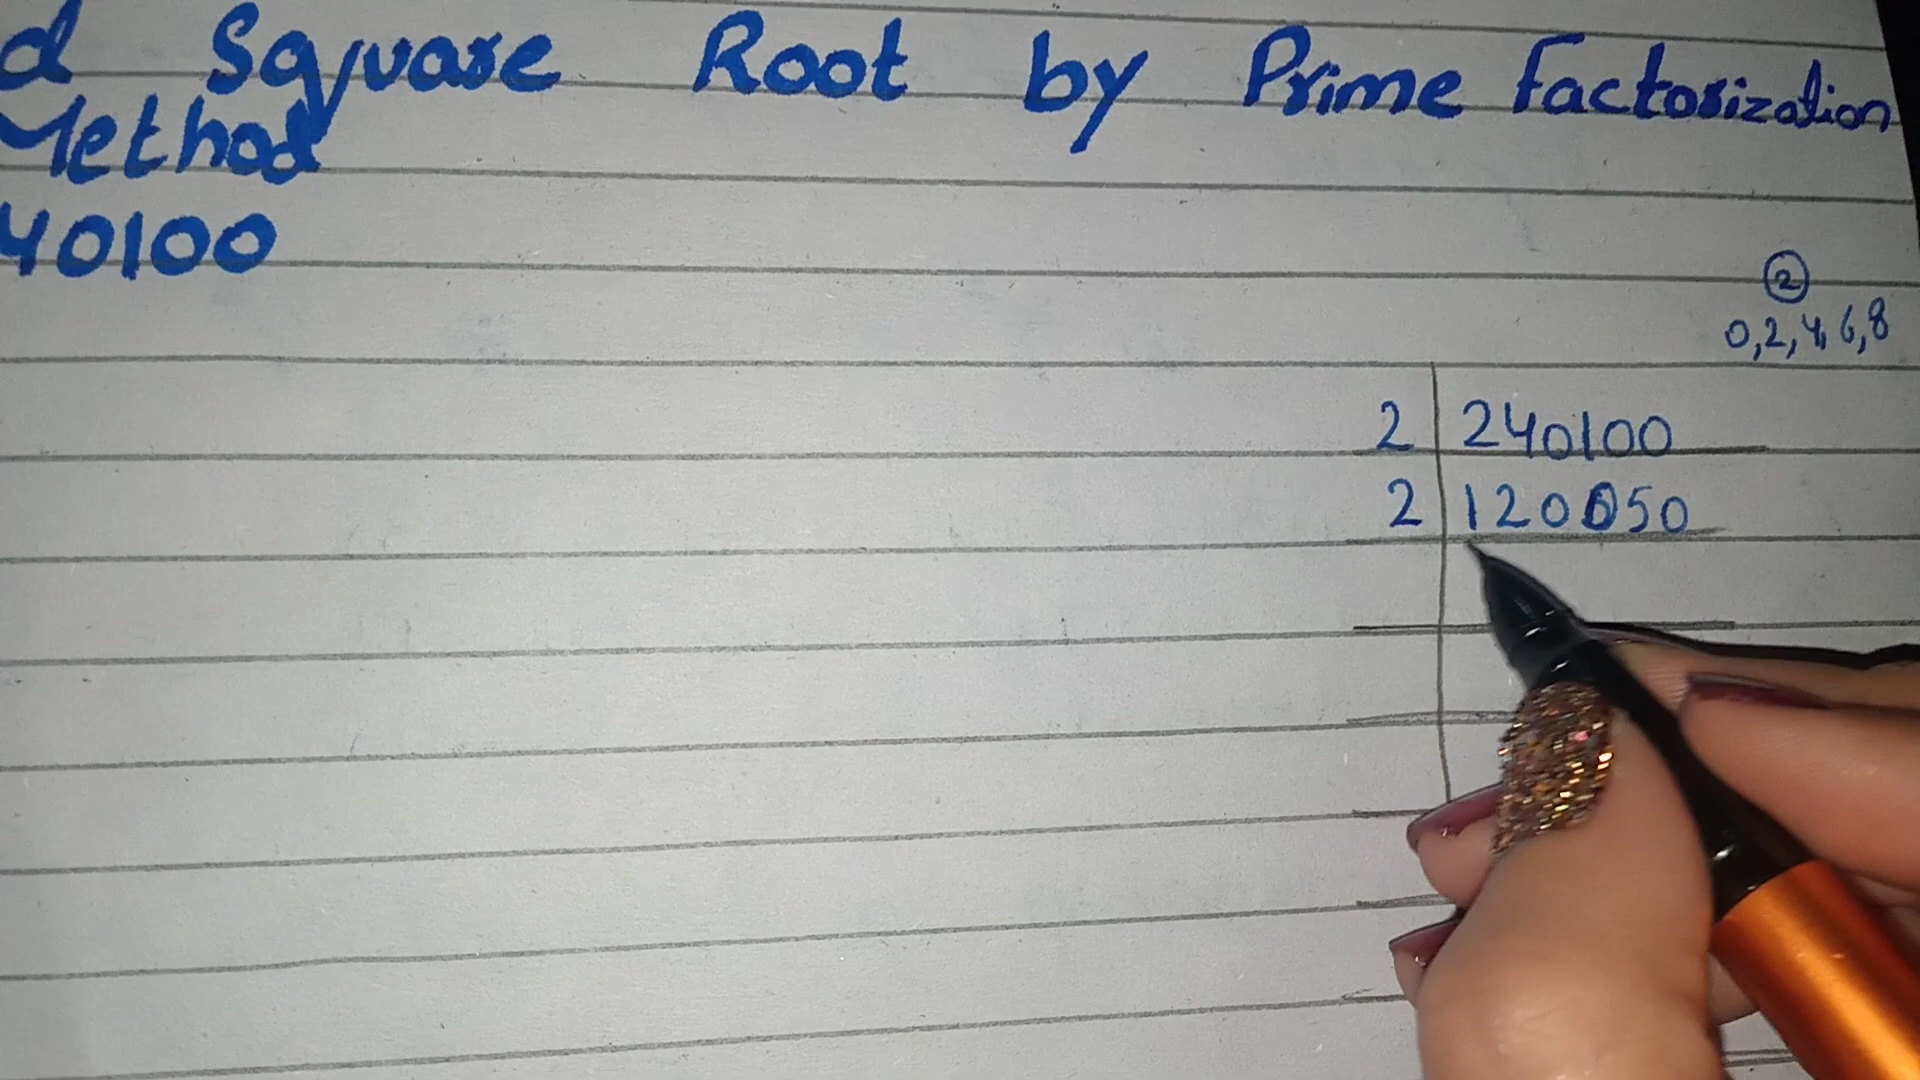 d Square Root by Prime Factorization
Method
40100
2
0,2,4,6,8
2 240100
2 120050